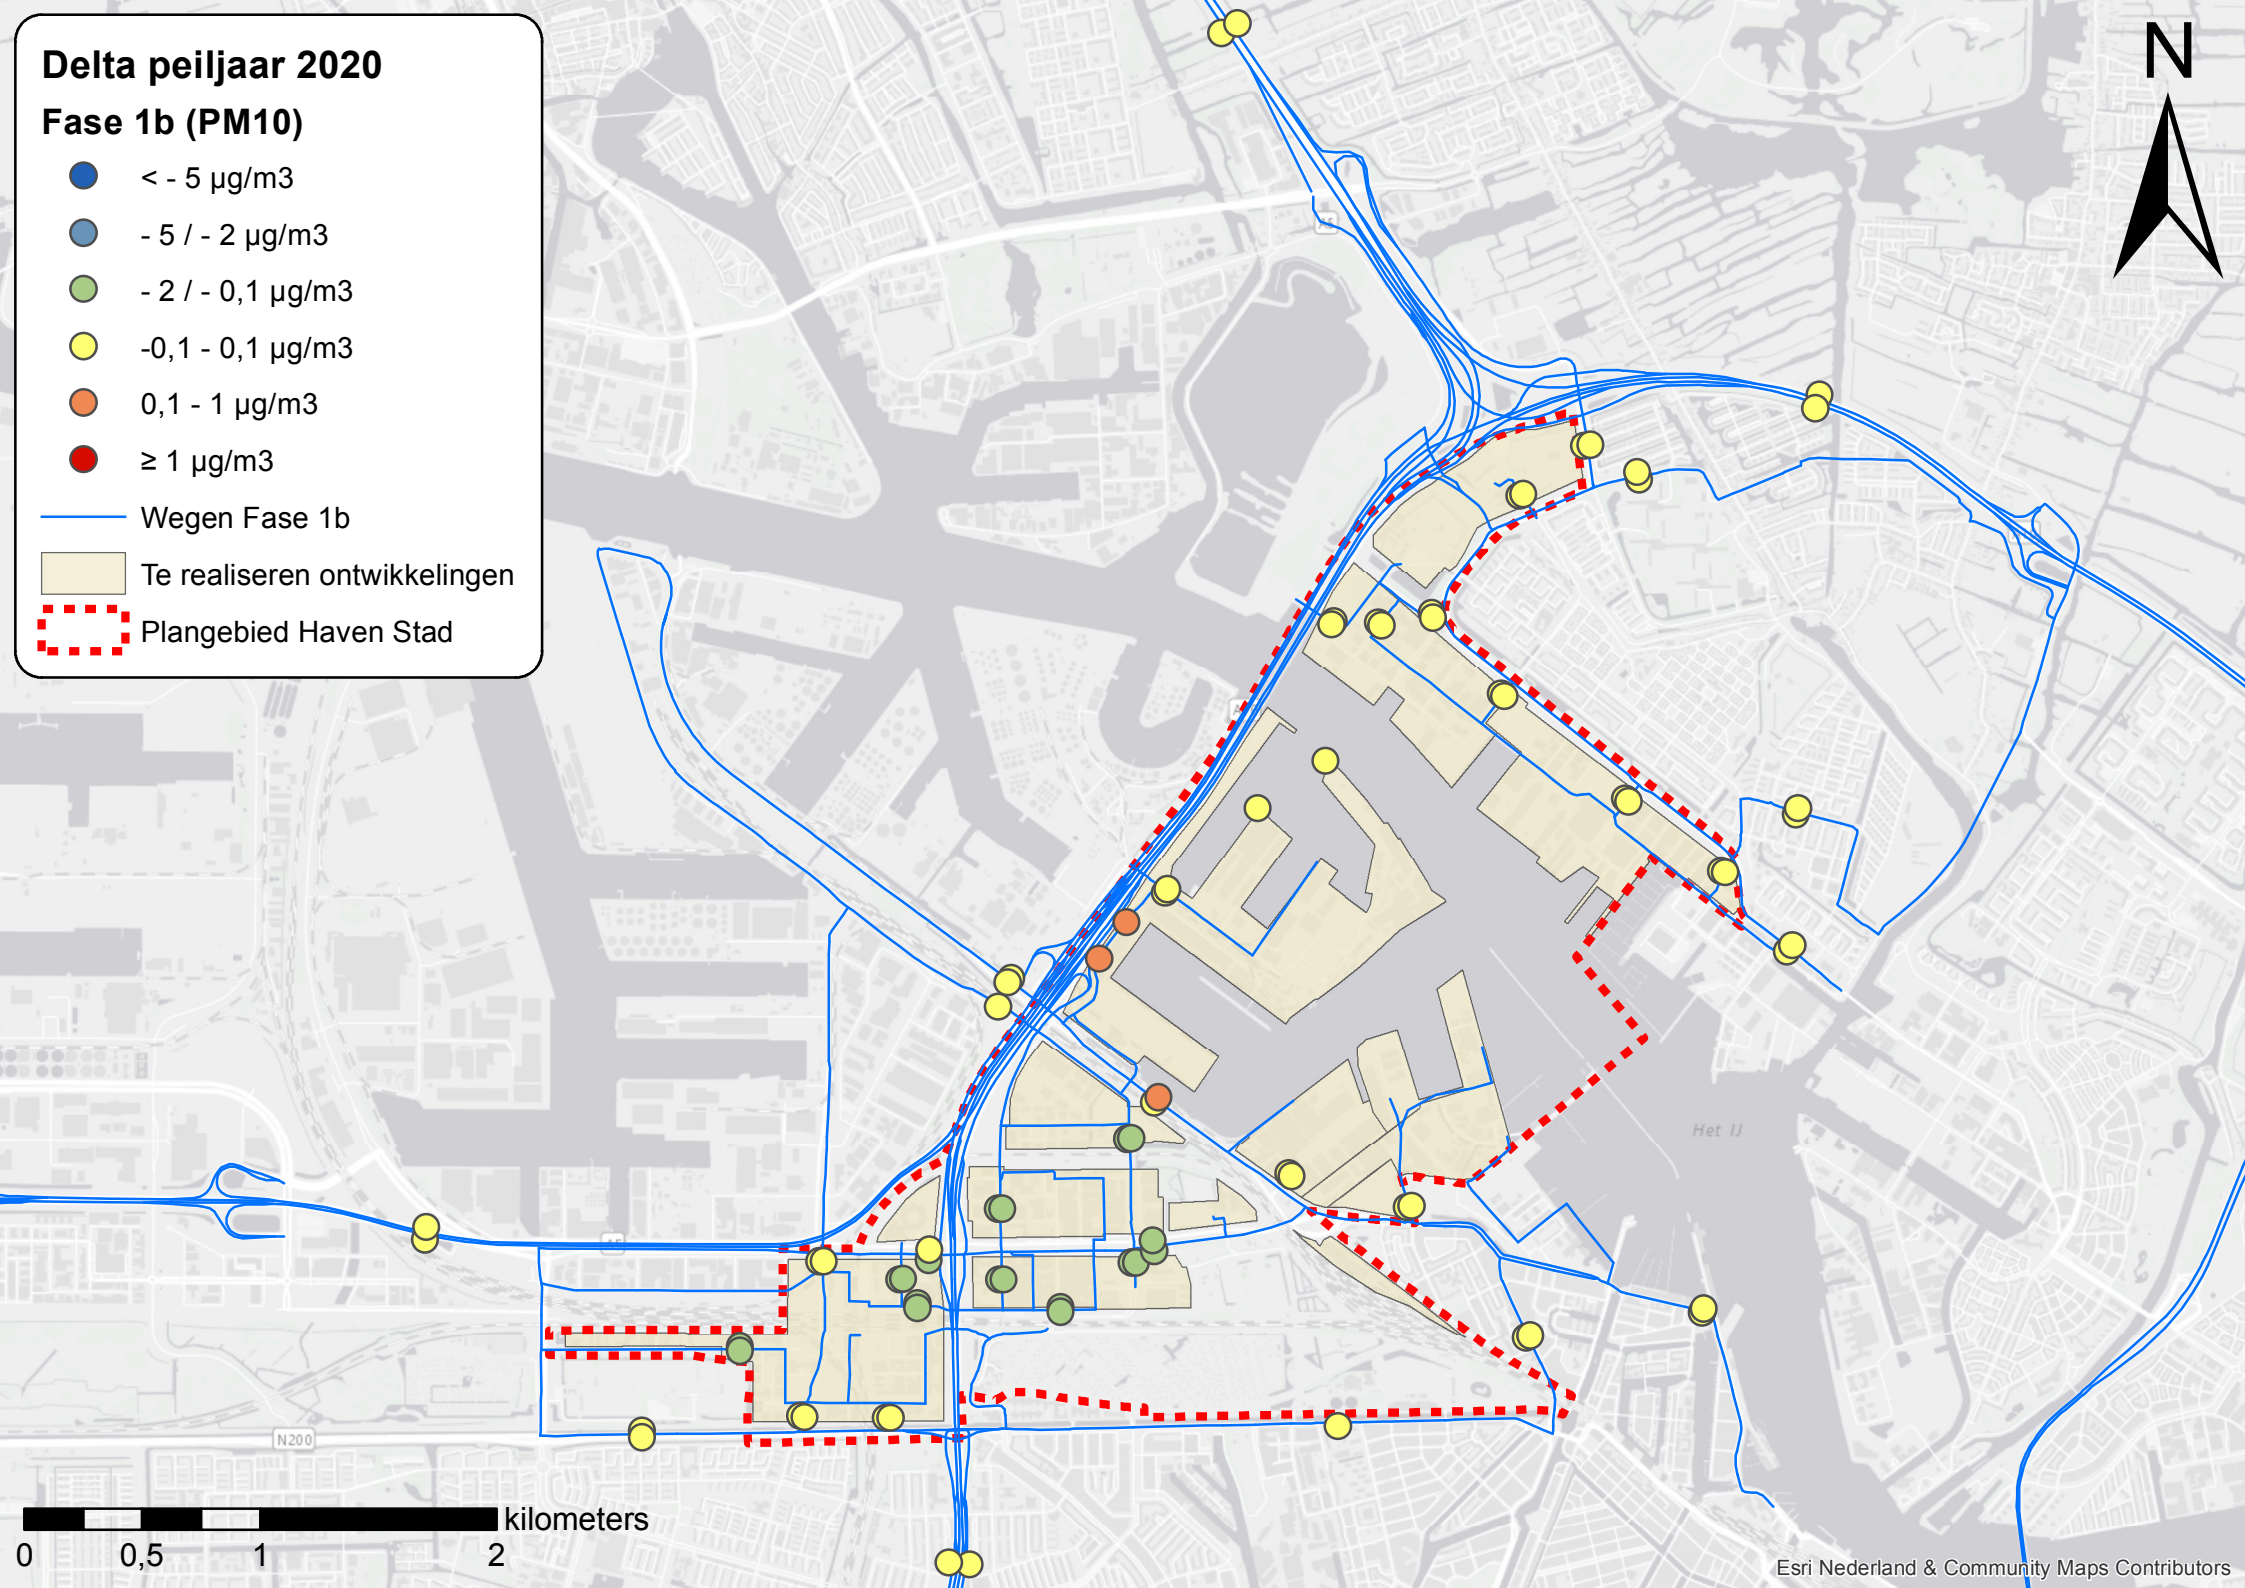 Delta peiljaar 2020
Fase 1b (PM10)
< - 5 µg/m3
- 5 / - 2 µg/m3
- 2 / - 0,1 µg/m3
-0,1 - 0,1 µg/m3
0,1 - 1 µg/m3
≥ 1 µg/m3
Wegen Fase 1b
Te realiseren ontwikkelingen
Plangebied Haven Stad
N
A5
Het IJ
A5
N200
kilometers
0 0,5 1 2
Esri Nederland & Community Maps Contributors